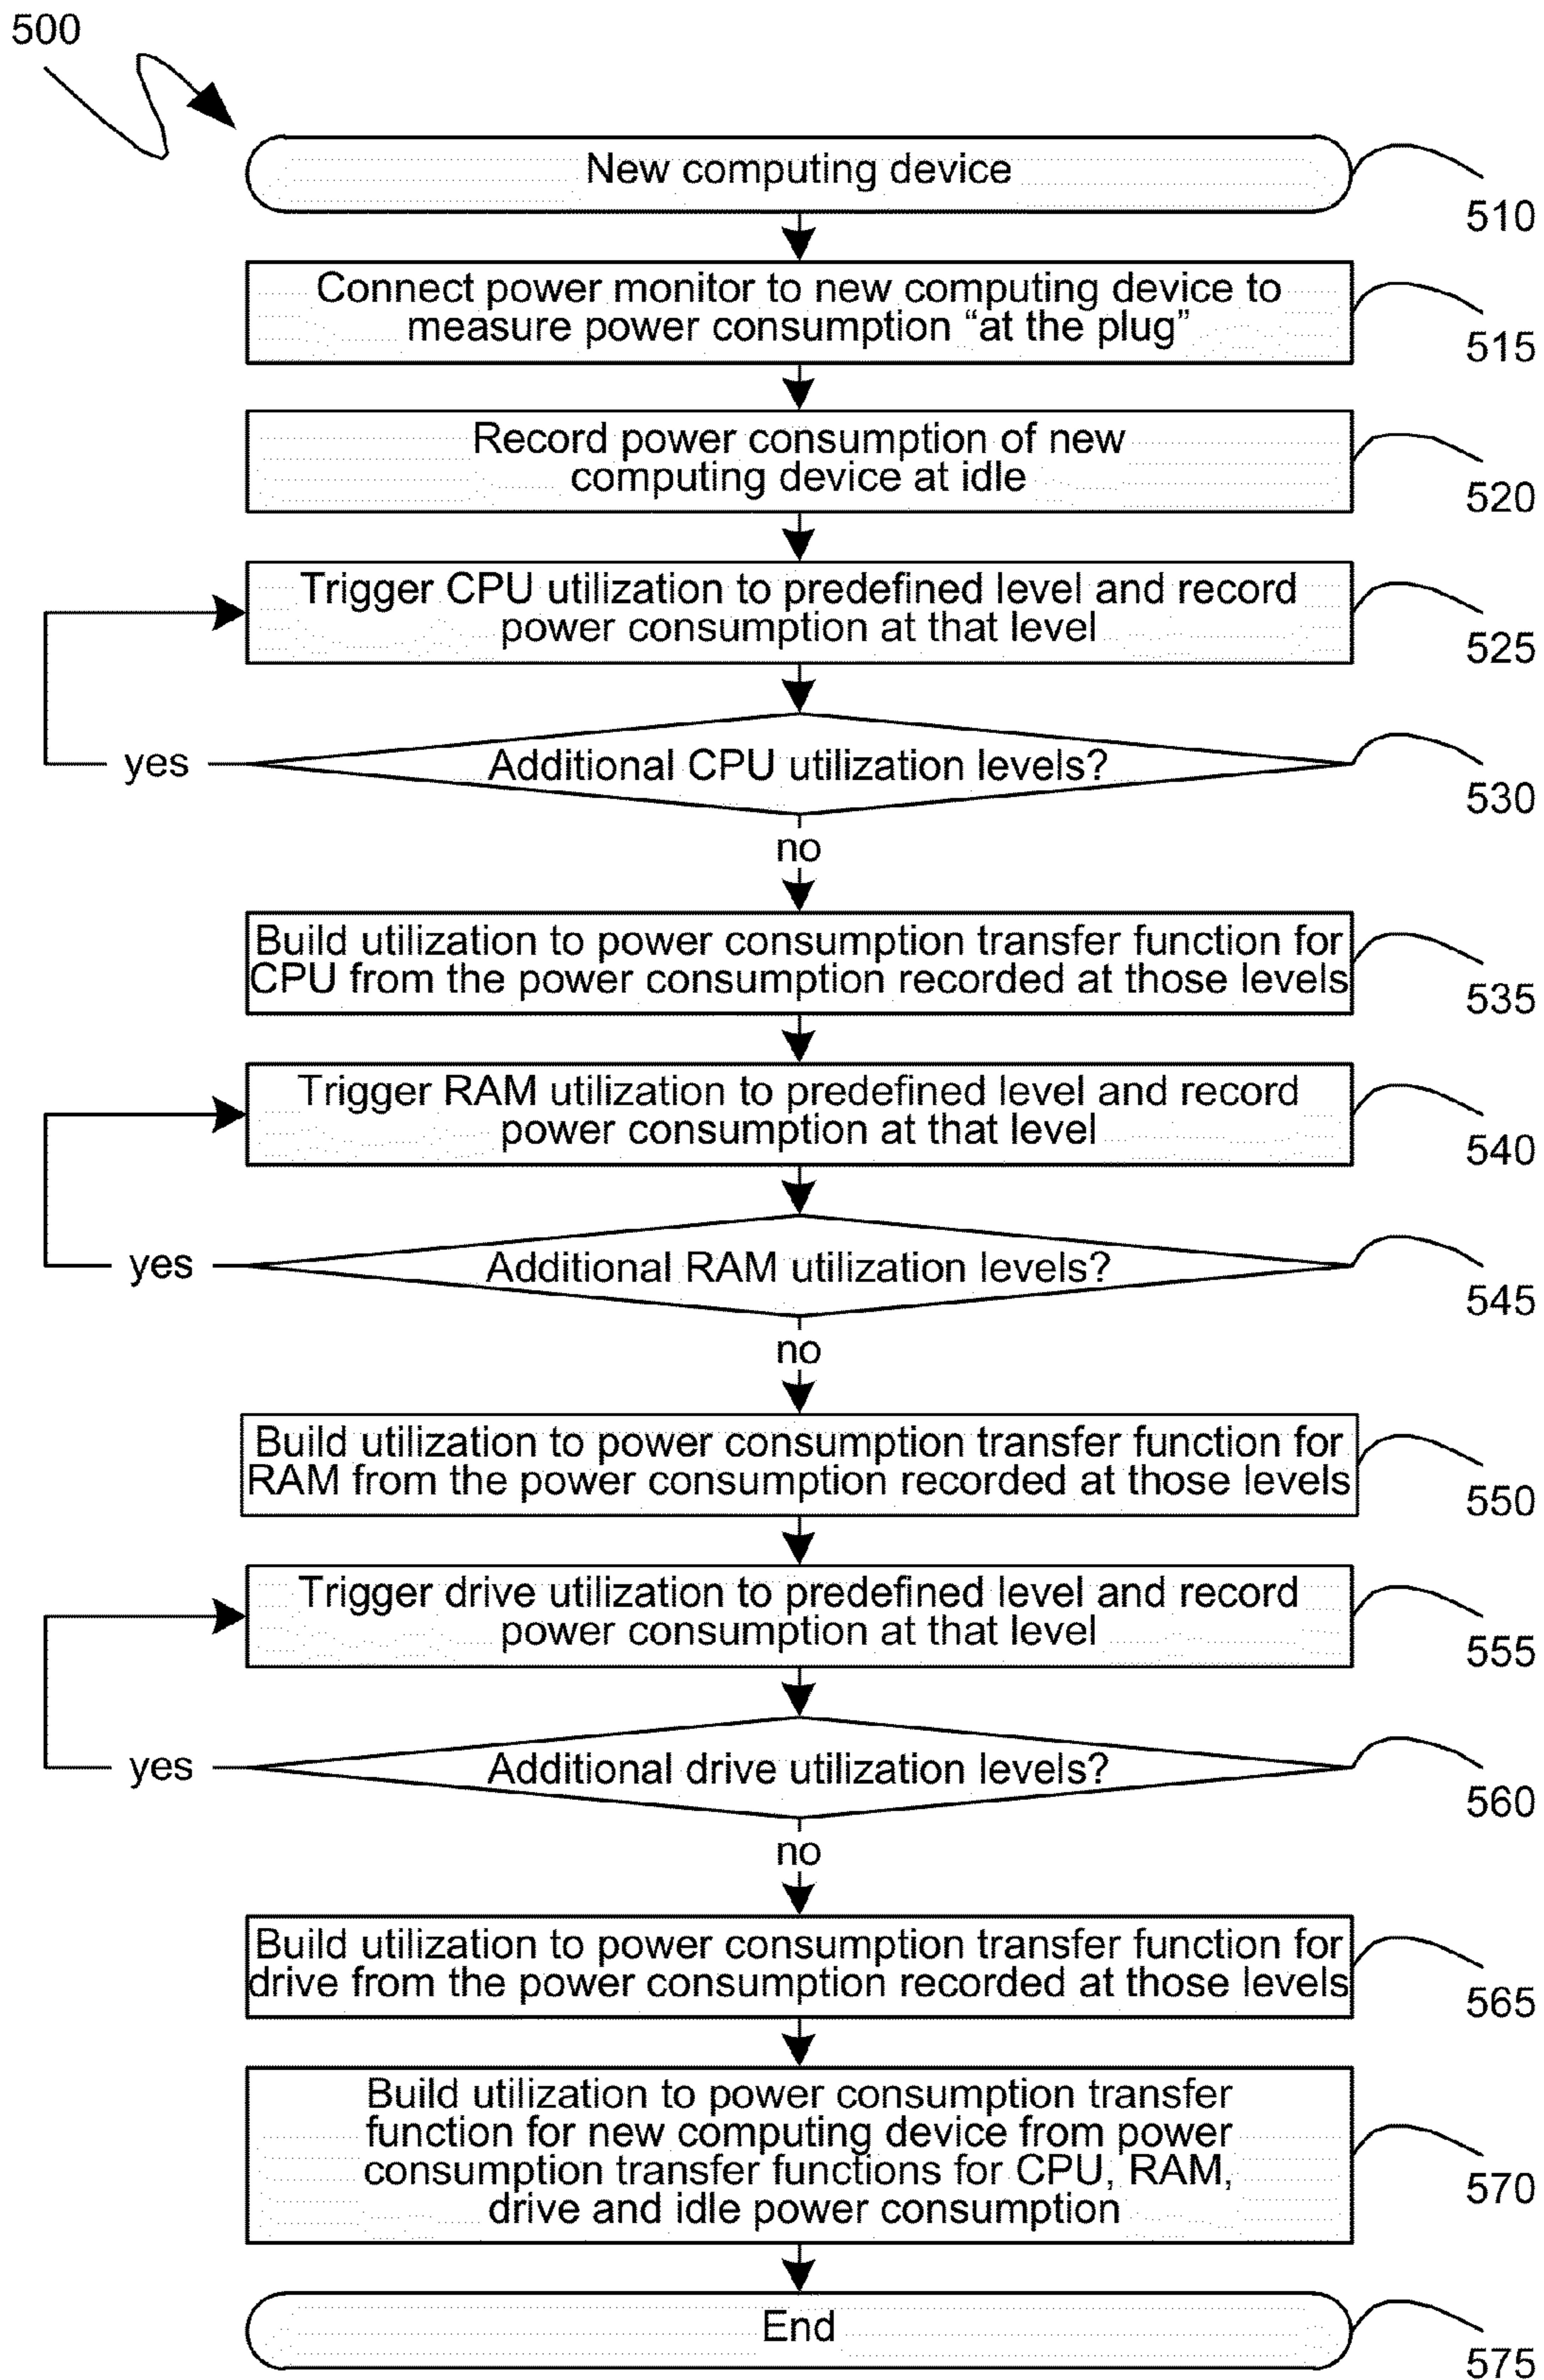 500
New computing device
510
Connect power monitor to new computing device to
measure power consumption “at the plug”
515
Record power consumption of new
computing device at idle
520
Trigger CPU utilization to predefined level and record
power consumption at that level
525
yes
Additional CPU utilization levels?
530
no
Build utilization to power consumption transfer function for
CPU from the power consumption recorded at those levels
535
Trigger RAM utilization to predefined level and record
power consumption at that level
540
yes
Additional RAM utilization levels?
545
no
Build utilization to power consumption transfer function for
RAM from the power consumption recorded at those levels
550
Trigger drive utilization to predefined level and record
power consumption at that level
555
yes
Additional drive utilization levels?
560
no
Build utilization to power consumption transfer function for
drive from the power consumption recorded at those levels
565
Build utilization to power consumption transfer
function for new computing device from power
consumption transfer functions for CPU, RAM,
drive and idle power consumption
570
End
575